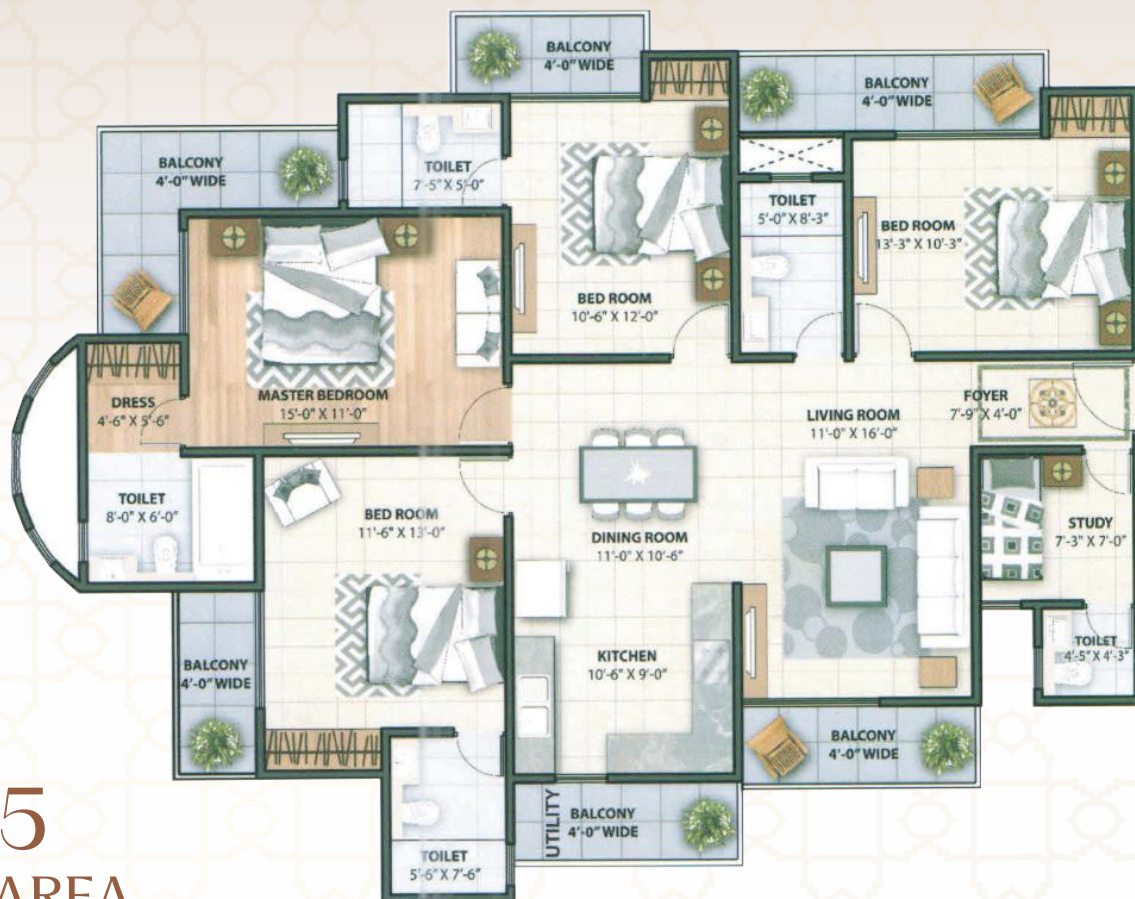 BALCONY
4'-0" WIDE
BALCONY
4'-0" WIDE
BALCONY
4'-0" WIDE
TOILET
7'-5" X 5'-0"
TOILET
5'-0" X 8'-3"
BED ROOM
13'-3" X 10'-3"
BED ROOM
10'-6" X 12'-0"
MASTER BEDROOM
15'-0" X 11'-0"
DRESS
4'-6" X 5'-6"
FOYER
7'-9" X 4'-0"
LIVING ROOM
11'-0" X 16'-0"
TOILET
8'-0" X 6'-0"
BED ROOM
11'-6" X 13'-0"
DINING ROOM
11'-0" X 10'-6"
STUDY
7'-3" X 7'-0"
TOILET
4'-5" X 4'-3"
KITCHEN
10'-6" X 9'-0"
BALCONY
4'-0" WIDE
BALCONY
4'-0" WIDE
UTILITY
BALCONY
4'-0" WIDE
TOILET
5'-6" X 7'-6"
5
AREA